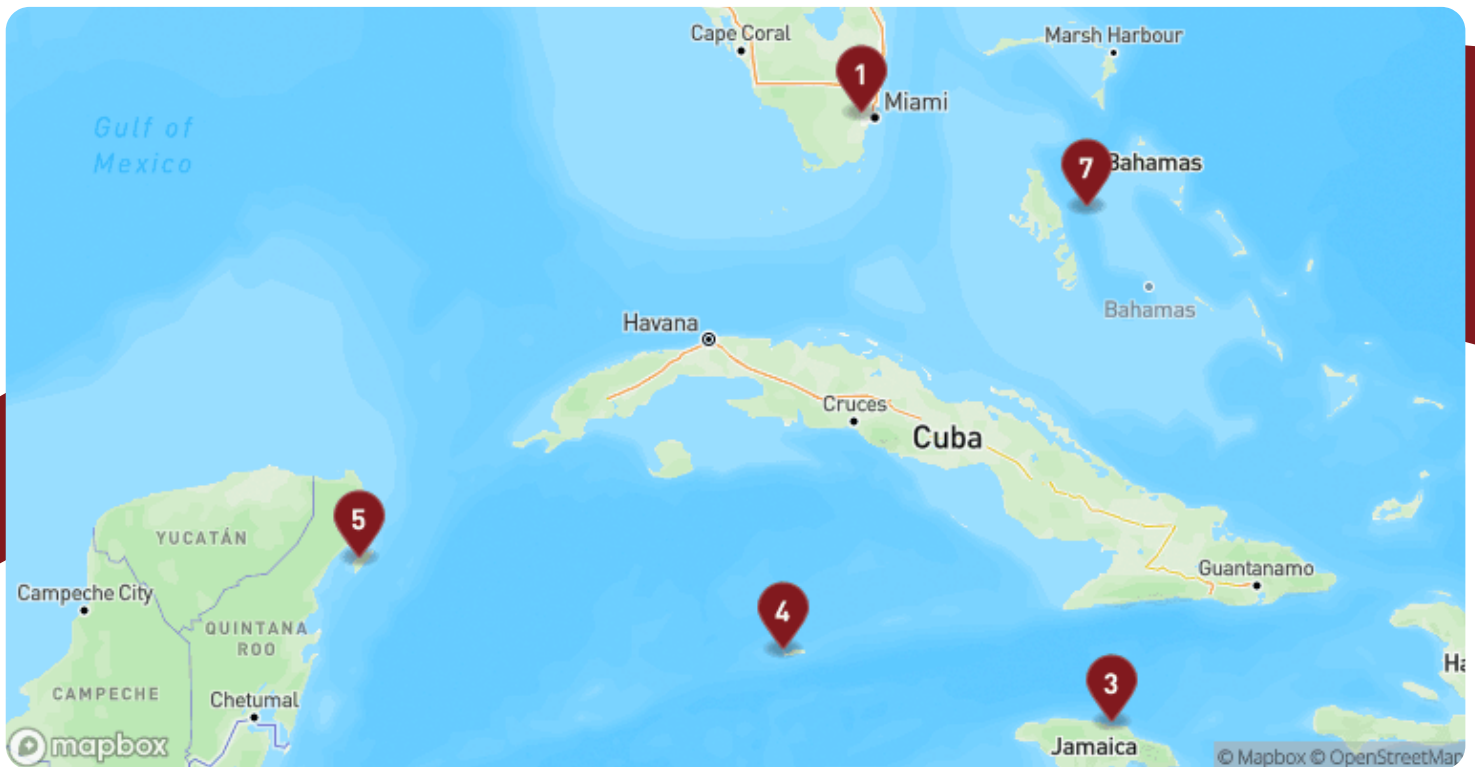 Cape Coral
Marsh Harbour
1
Miami
Gulf of
Mexico
7
Bahamas
Bahamas
Havana
Cruces
Cuba
5
YUCATÁN
Guantanamo
Campeche City
4
QUINTANA
ROO
3
CAMPECHE
Chetumal
Jamaica
mapbox
© Mapbox © OpenStreetMap